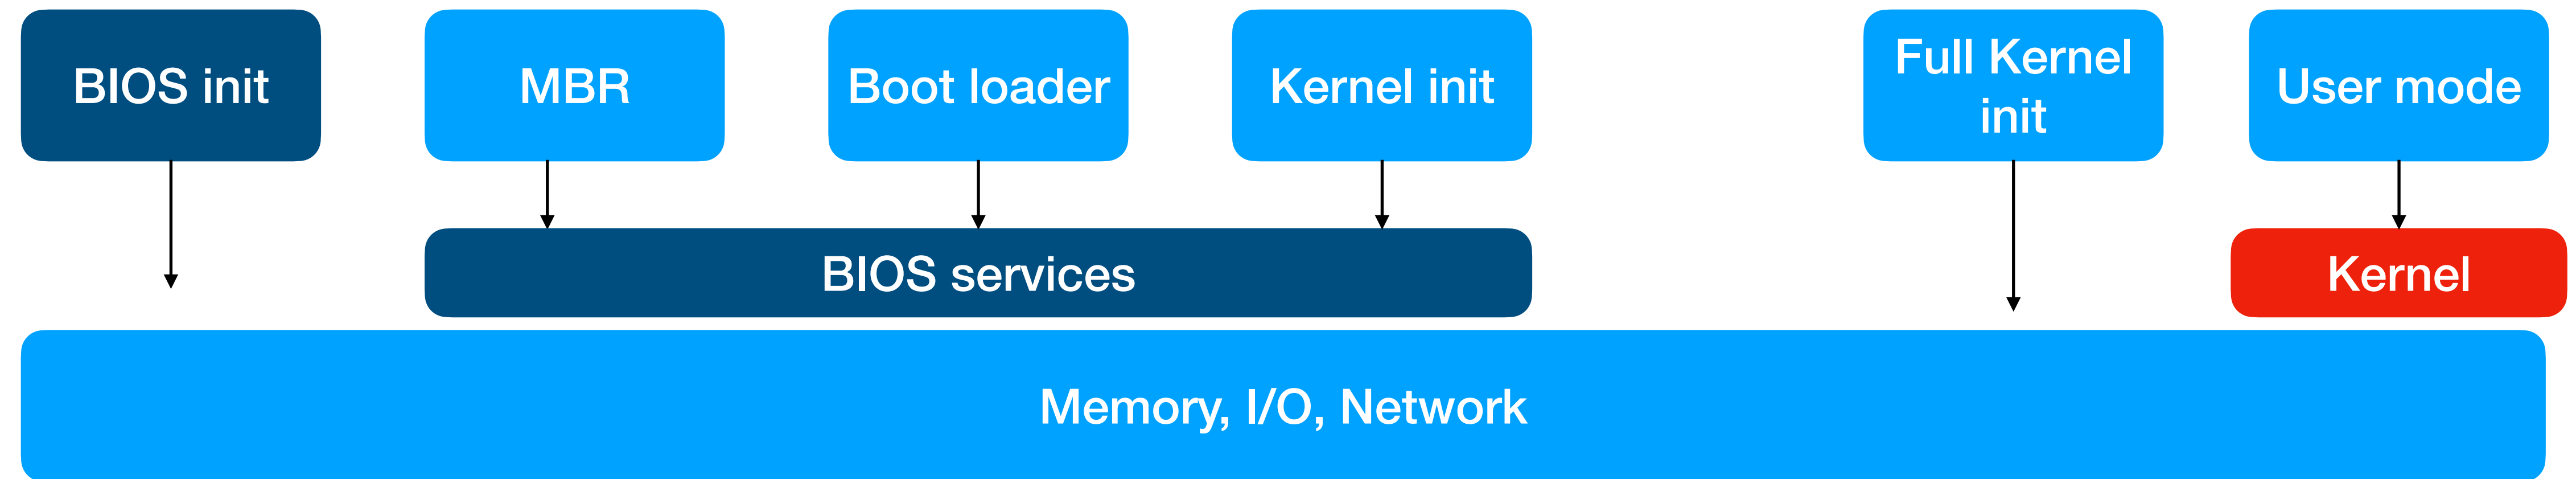 BIOS init
MBR
Boot loader
Kernel init
Full Kernel
init
User mode
BIOS services
Kernel
Memory, I/O, Network